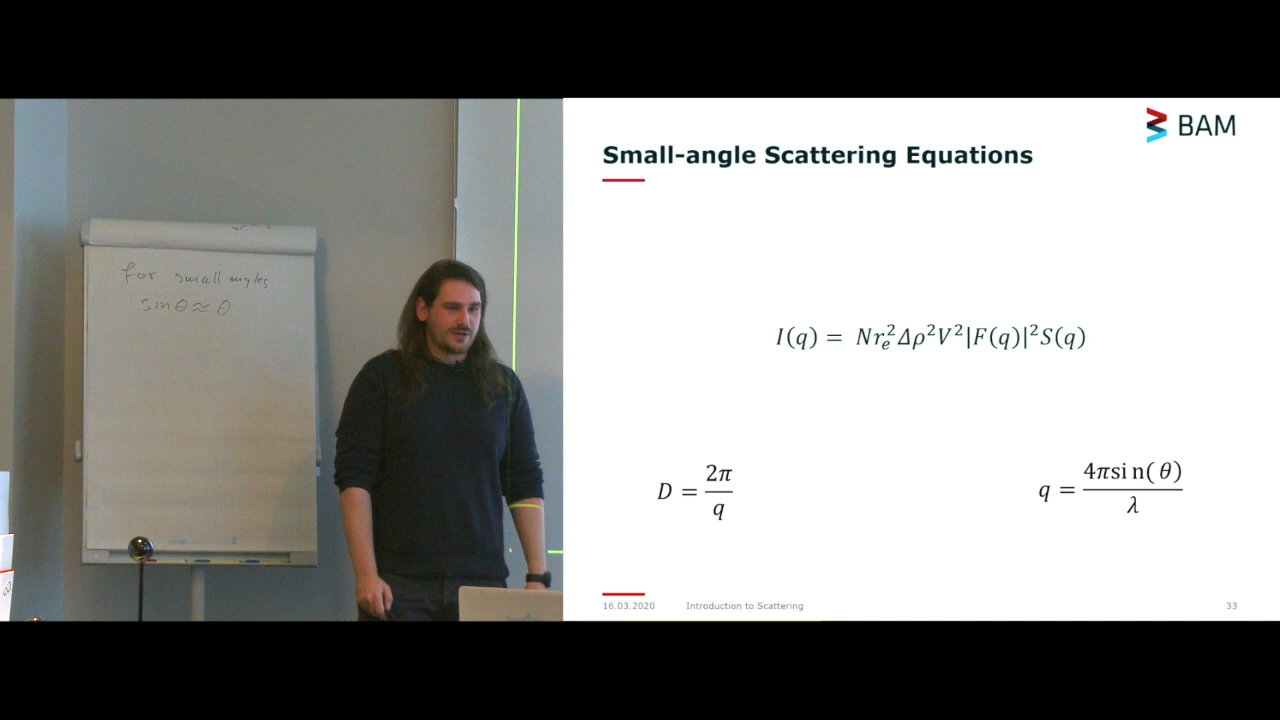 for small angles
sin θ ≈ θ
BAM
Small-angle Scattering Equations
I(q) = Nr_e^2Δρ^2V^2|F(q)|^2S(q)
D = 2π/q
q = 4πsin(θ)/λ
16.03.2020 Introduction to Scattering 33